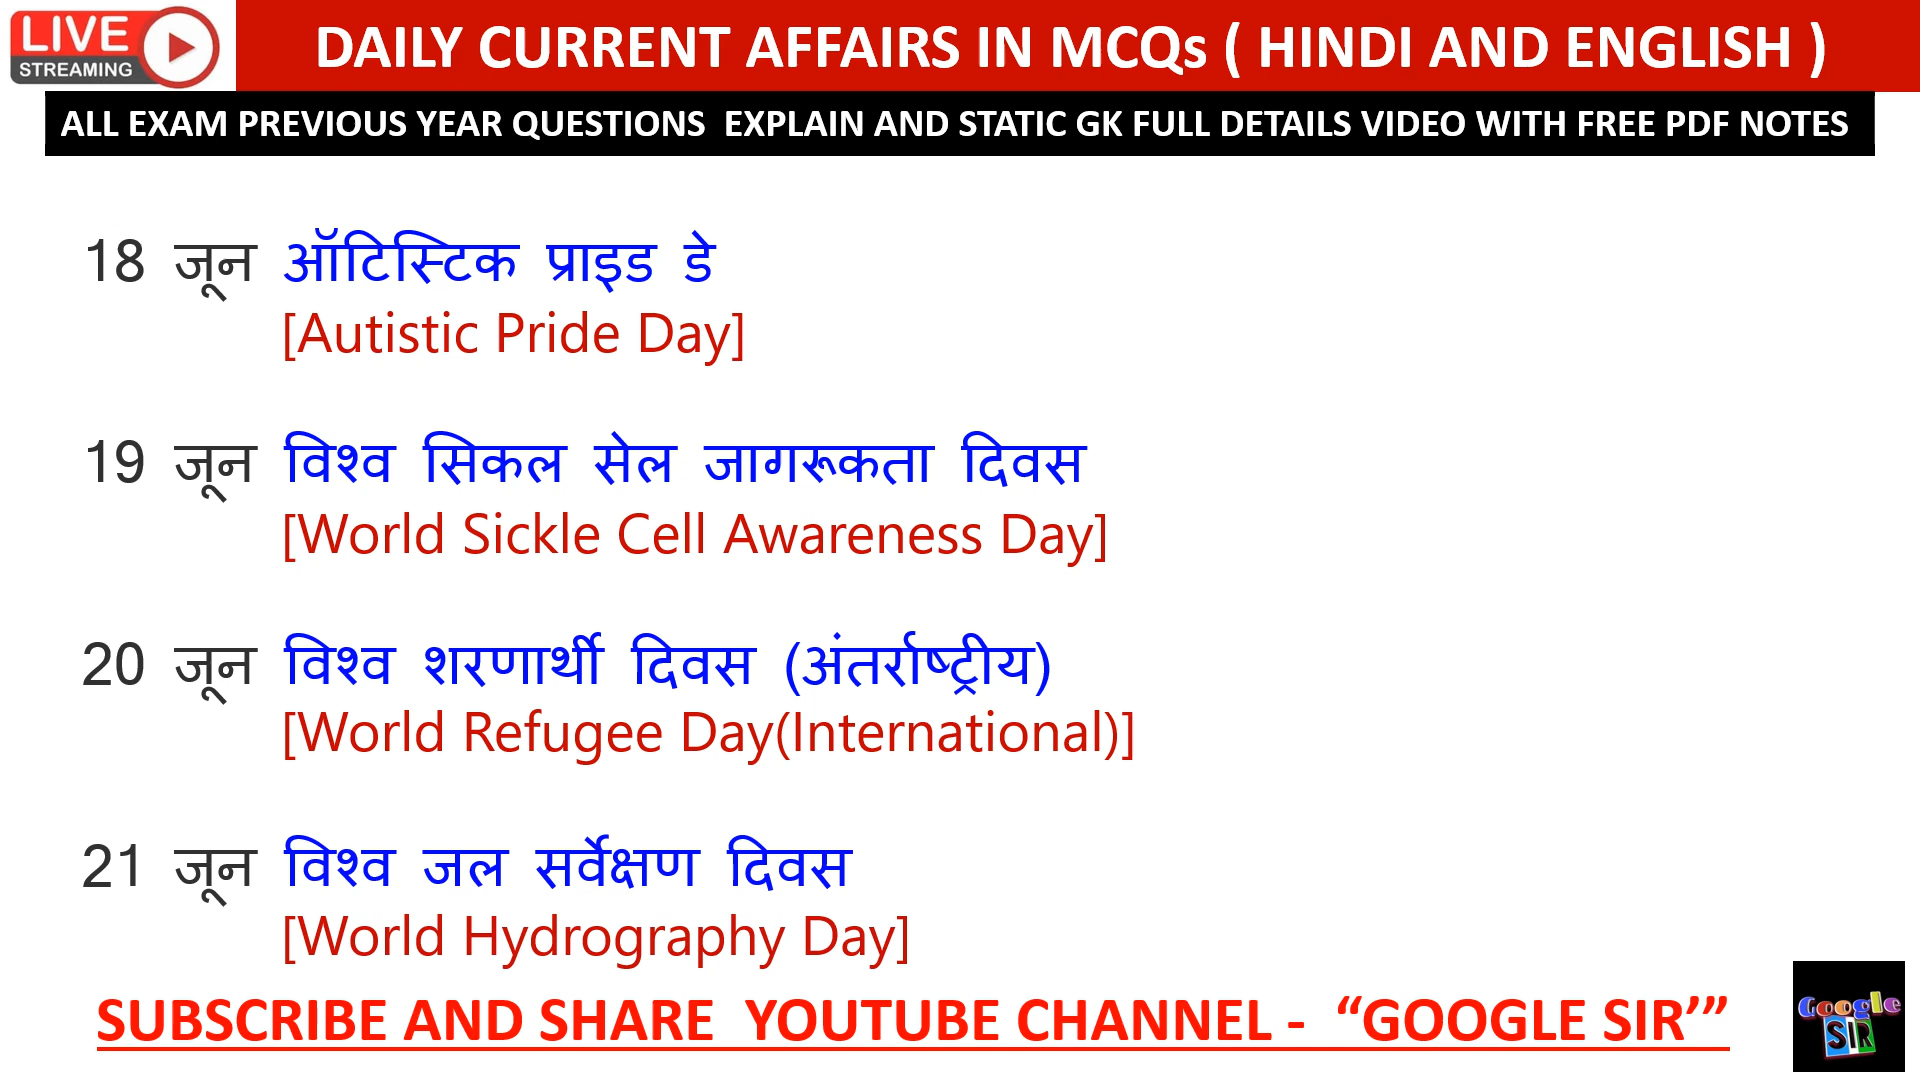 LIVE
STREAMING
DAILY CURRENT AFFAIRS IN MCQs ( HINDI AND ENGLISH )
ALL EXAM PREVIOUS YEAR QUESTIONS EXPLAIN AND STATIC GK FULL DETAILS VIDEO WITH FREE PDF NOTES
18 जून ऑटिस्टिक प्राइड डे
[Autistic Pride Day]
19 जून विश्व सिकल सेल जागरूकता दिवस
[World Sickle Cell Awareness Day]
20 जून विश्व शरणार्थी दिवस (अंतर्राष्ट्रीय)
[World Refugee Day(International)]
21 जून विश्व जल सर्वेक्षण दिवस
[World Hydrography Day]
SUBSCRIBE AND SHARE YOUTUBE CHANNEL - “GOOGLE SIR’”
Google
SIR